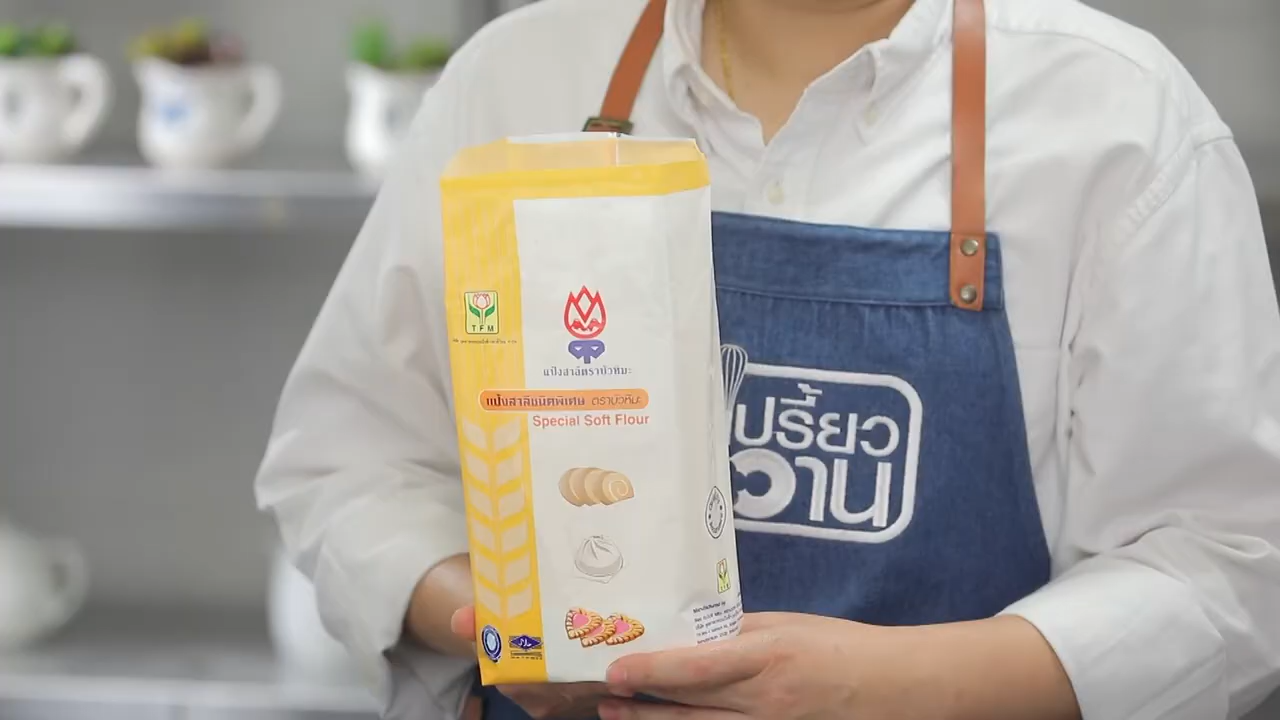 TFM
แป้งสาลีตราบัวหิมะ
แป้งสาลีชนิดพิเศษ ตราบัวหิมะ
Special Soft Flour
เปรี้ยว
หวาน